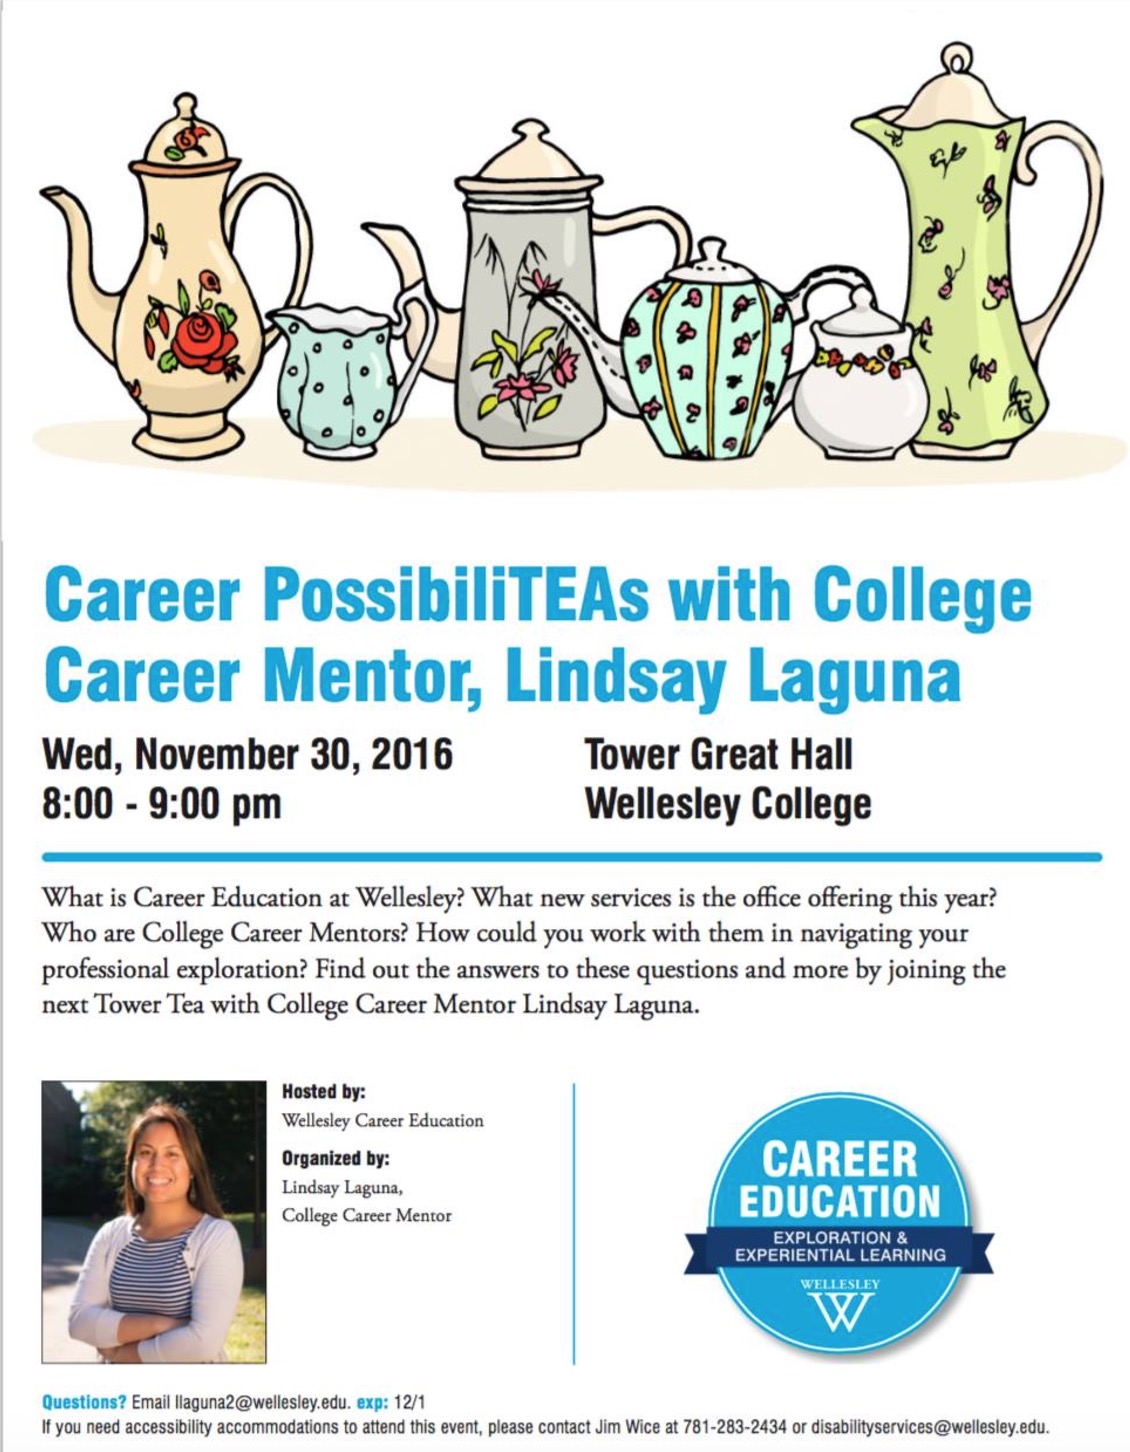 Career PossibiliTEAs with College
Career Mentor, Lindsay Laguna
Wed, November 30, 2016
8:00 - 9:00 pm
Tower Great Hall
Wellesley College
What is Career Education at Wellesley? What new services is the office offering this year?
Who are College Career Mentors? How could you work with them in navigating your
professional exploration? Find out the answers to these questions and more by joining the
next Tower Tea with College Career Mentor Lindsay Laguna.
Hosted by:
Wellesley Career Education
Organized by:
Lindsay Laguna,
College Career Mentor
CAREER
EDUCATION
EXPLORATION &
EXPERIENTIAL LEARNING
WELLESLEY
W
Questions? Email llaguna2@wellesley.edu. exp: 12/1
If you need accessibility accommodations to attend this event, please contact Jim Wice at 781-283-2434 or disabilityservices@wellesley.edu.